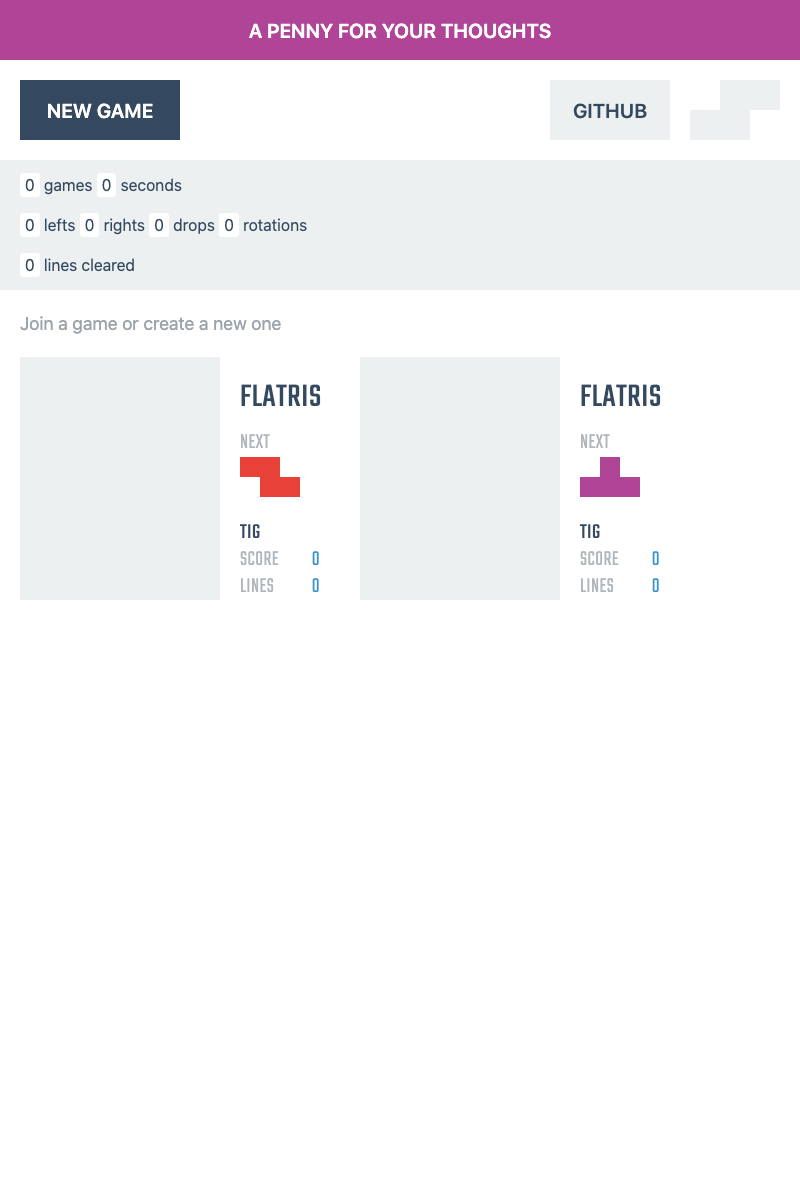 A PENNY FOR YOUR THOUGHTS
NEW GAME
GITHUB
0 games 0 seconds
0 lefts 0 rights 0 drops 0 rotations
0 lines cleared
Join a game or create a new one
FLATRIS
NEXT
TIG
SCORE 0
LINES 0
FLATRIS
NEXT
TIG
SCORE 0
LINES 0